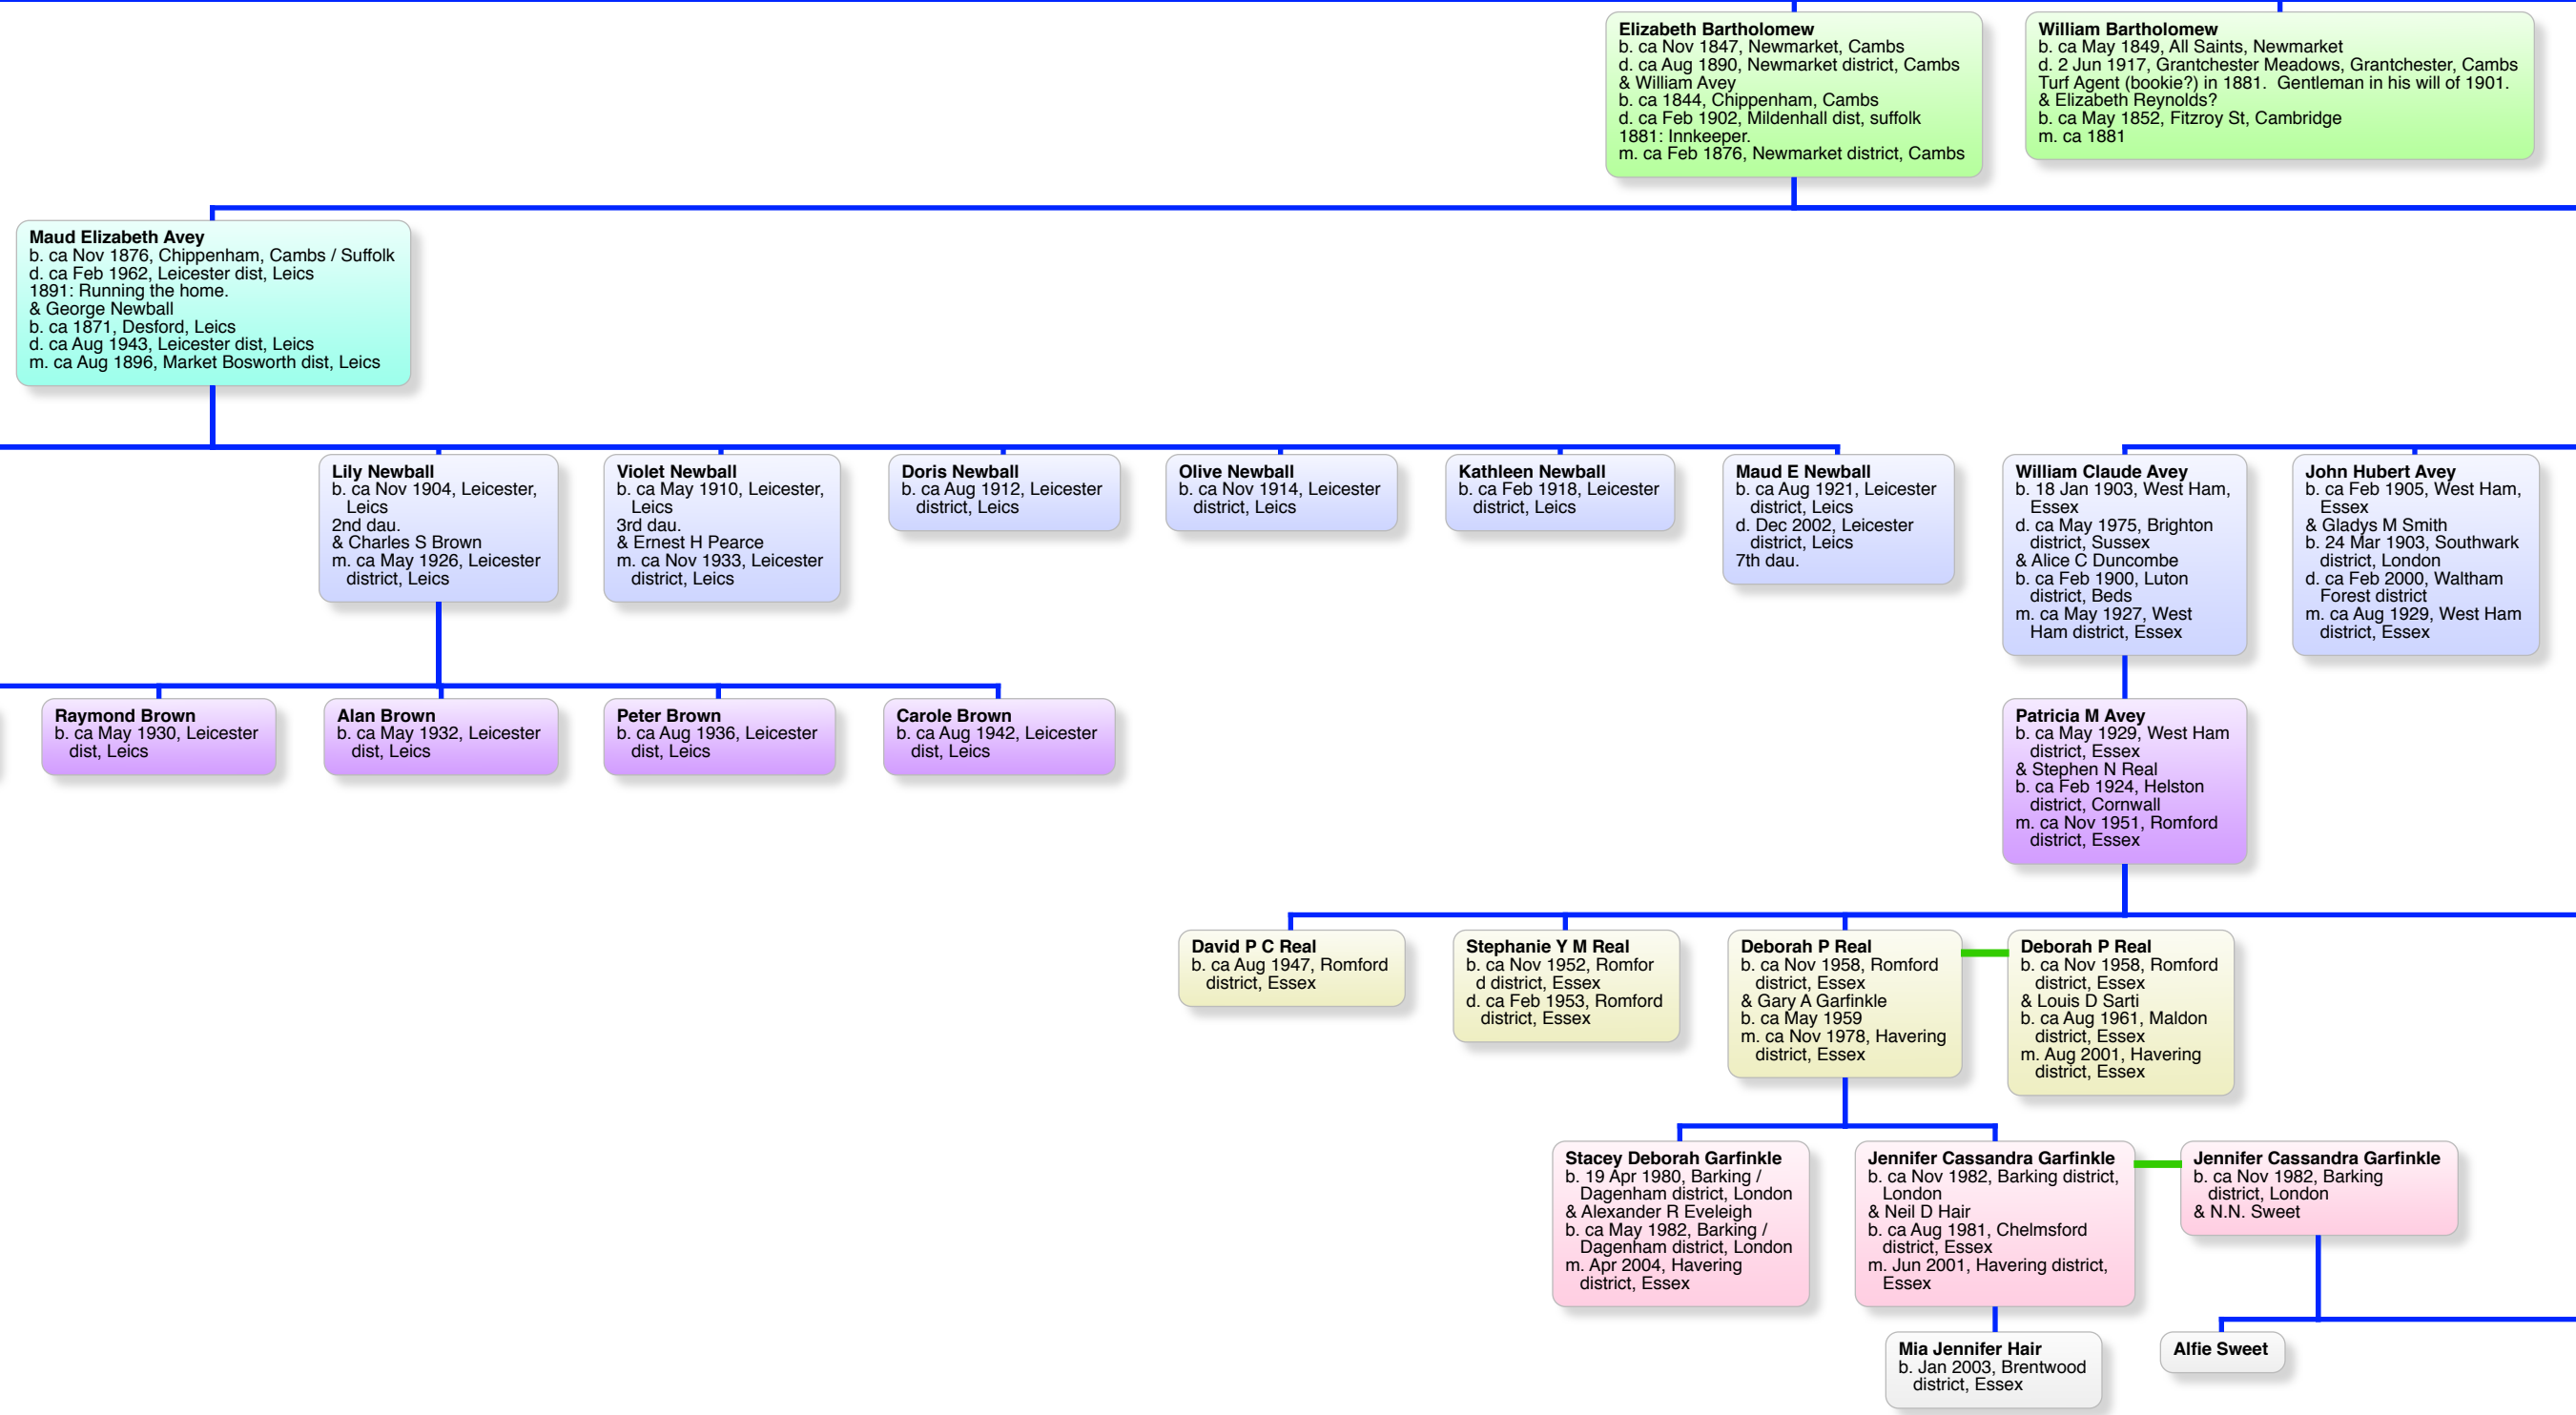 Elizabeth Bartholomew
b. ca Nov 1847, Newmarket, Cambs
d. ca Aug 1890, Newmarket district, Cambs
& William Avey
b. ca 1844, Chippenham, Cambs
d. ca Feb 1902, Mildenhall dist, suffolk
1881: Innkeeper.
m. ca Feb 1876, Newmarket district, Cambs
William Bartholomew
b. ca May 1849, All Saints, Newmarket
d. 2 Jun 1917, Grantchester Meadows, Grantchester, Cambs
Turf Agent (bookie?) in 1881.  Gentleman in his will of 1901.
& Elizabeth Reynolds?
b. ca May 1852, Fitzroy St, Cambridge
m. ca 1881
Maud Elizabeth Avey
b. ca Nov 1876, Chippenham, Cambs / Suffolk
d. ca Feb 1962, Leicester dist, Leics
1891: Running the home.
& George Newball
b. ca 1871, Desford, Leics
d. ca Aug 1943, Leicester dist, Leics
m. ca Aug 1896, Market Bosworth dist, Leics
Lily Newball
b. ca Nov 1904, Leicester,
Leics
2nd dau.
& Charles S Brown
m. ca May 1926, Leicester
district, Leics
Violet Newball
b. ca May 1910, Leicester,
Leics
3rd dau.
& Ernest H Pearce
m. ca Nov 1933, Leicester
district, Leics
Doris Newball
b. ca Aug 1912, Leicester
district, Leics
Olive Newball
b. ca Nov 1914, Leicester
district, Leics
Kathleen Newball
b. ca Feb 1918, Leicester
district, Leics
Maud E Newball
b. ca Aug 1921, Leicester
district, Leics
d. Dec 2002, Leicester
district, Leics
7th dau.
William Claude Avey
b. 18 Jan 1903, West Ham,
Essex
d. ca May 1975, Brighton
district, Sussex
& Alice C Duncombe
b. ca Feb 1900, Luton
district, Beds
m. ca May 1927, West
Ham district, Essex
John Hubert Avey
b. ca Feb 1905, West Ham,
Essex
& Gladys M Smith
b. 24 Mar 1903, Southwark
district, London
d. ca Feb 2000, Waltham
Forest district
m. ca Aug 1929, West Ham
district, Essex
Raymond Brown
b. ca May 1930, Leicester
dist, Leics
Alan Brown
b. ca May 1932, Leicester
dist, Leics
Peter Brown
b. ca Aug 1936, Leicester
dist, Leics
Carole Brown
b. ca Aug 1942, Leicester
dist, Leics
Patricia M Avey
b. ca May 1929, West Ham
district, Essex
& Stephen N Real
b. ca Feb 1924, Helston
district, Cornwall
m. ca Nov 1951, Romford
district, Essex
David P C Real
b. ca Aug 1947, Romford
district, Essex
Stephanie Y M Real
b. ca Nov 1952, Romfor
d district, Essex
d. ca Feb 1953, Romford
district, Essex
Deborah P Real
b. ca Nov 1958, Romford
district, Essex
& Gary A Garfinkle
b. ca May 1959
m. ca Nov 1978, Havering
district, Essex
Deborah P Real
b. ca Nov 1958, Romford
district, Essex
& Louis D Sarti
b. ca Aug 1961, Maldon
district, Essex
m. Aug 2001, Havering
district, Essex
Stacey Deborah Garfinkle
b. 19 Apr 1980, Barking /
Dagenham district, London
& Alexander R Eveleigh
b. ca May 1982, Barking /
Dagenham district, London
m. Apr 2004, Havering
district, Essex
Jennifer Cassandra Garfinkle
b. ca Nov 1982, Barking district,
London
& Neil D Hair
b. ca Aug 1981, Chelmsford
district, Essex
m. Jun 2001, Havering district,
Essex
Jennifer Cassandra Garfinkle
b. ca Nov 1982, Barking
district, London
& N.N. Sweet
Mia Jennifer Hair
b. Jan 2003, Brentwood
district, Essex
Alfie Sweet